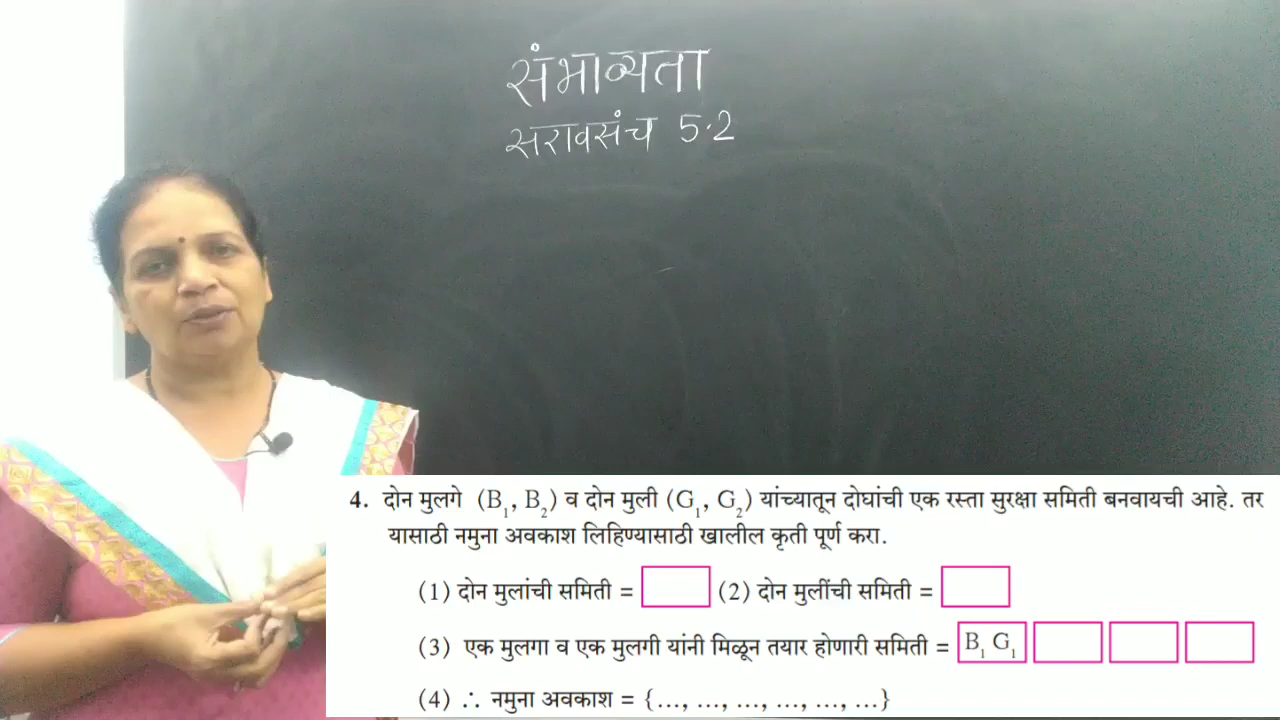 संभाव्यता
सरावसंच 5.2
4. दोन मुलगे (B₁, B₂) व दोन मुली (G₁, G₂) यांच्यातून दोघांची एक रस्ता सुरक्षा समिती बनवायची आहे. तर
यासाठी नमुना अवकाश लिहिण्यासाठी खालील कृती पूर्ण करा.
(1) दोन मुलांची समिती = (2) दोन मुलींची समिती =
(3) एक मुलगा व एक मुलगी यांनी मिळून तयार होणारी समिती = B₁ G₁
(4) ∴ नमुना अवकाश = {..., ..., ..., ..., ..., ...}